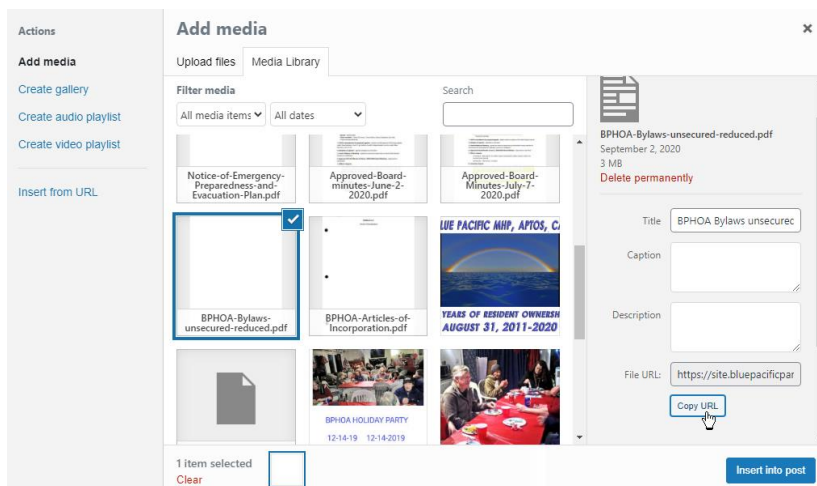 Actions
Add media
Create gallery
Create audio playlist
Create video playlist
Insert from URL
Add media
Upload files
Media Library
Filter media
All media items
All dates
Search
Notice-of-Emergency-
Preparedness-and-
Evacuation-Plan.pdf
Approved-Board-
minutes-June-2-
2020.pdf
Approved-Board-
Minutes-July-7-
2020.pdf
BPHOA-Bylaws-
unsecured-reduced.pdf
BPHOA-Articles-of-
Incorporation.pdf
LUE PACIFIC MHP, APTOS, C
YEARS OF RESIDENT OWNERSH
AUGUST 31, 2011-2020
BPHOA HOLIDAY PARTY
12-14-19 12-14-2019
BPHOA-Bylaws-unsecured-reduced.pdf
September 2, 2020
3 MB
Delete permanently
Title
BPHOA Bylaws unsecurec
Caption
Description
File URL:
https://site.bluepacificpar
Copy URL
1 item selected
Clear
Insert into post